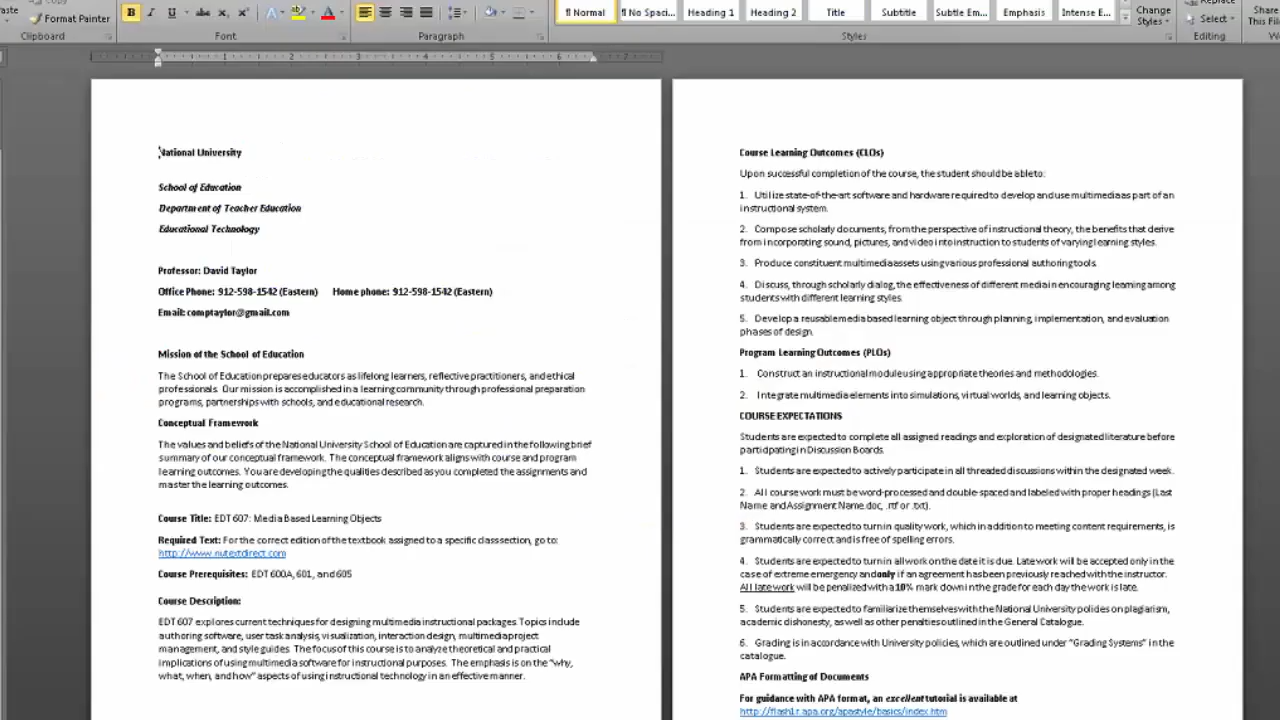 Format Painter
B I U abc x x A ab A
Normal
No Spaci...
Heading 1
Heading 2
Title
Subtitle
Subtle Em...
Emphasis
Intense E...
Change
Styles
Replace
Select
Share
This File
Clipboard
Font
Paragraph
Styles
Editing
1 2 3 4 5 6 7
National University
School of Education
Department of Teacher Education
Educational Technology
Professor: David Taylor
Office Phone: 912-598-1542 (Eastern) Home phone: 912-598-1542 (Eastern)
Email: comptaylor@gmail.com
Mission of the School of Education
The School of Education prepares educators as lifelong learners, reflective practitioners, and ethical
professionals. Our mission is accomplished in a learning community through professional preparation
programs, partnerships with schools, and educational research.
Conceptual Framework
The values and beliefs of the National University School of Education are captured in the following brief
summary of our conceptual framework. The conceptual framework aligns with course and program
learning outcomes. You are developing the qualities described as you completed the assignments and
master the learning outcomes.
Course Title: EDT 607: Media Based Learning Objects
Required Text: For the correct edition of the textbook assigned to a specific class section, go to:
http://www.nutextdirect.com
Course Prerequisites: EDT 600A, 601, and 605
Course Description:
EDT 607 explores current techniques for designing multimedia instructional packages. Topics include
authoring software, user task analysis, visualization, interaction design, multimedia project
management, and style guides. The focus of this course is to analyze theoretical and practical
implications of using multimedia software for instructional purposes. The emphasis is on the "why,
what, when, and how" aspects of using instructional technology in an effective manner.
Course Learning Outcomes (CLOs)
Upon successful completion of the course, the student should be able to:
1. Utilize state-of-the-art software and hardware required to develop and use multimedia as part of an
instructional system.
2. Compose scholarly documents, from the perspective of instructional theory, the benefits that derive
from incorporating sound, pictures, and video into instruction to students of varying learning styles.
3. Produce constituent multimedia assets using various professional authoring tools.
4. Discuss, through scholarly dialog, the effectiveness of different media in encouraging learning among
students with different learning styles.
5. Develop a reusable media based learning object through planning, implementation, and evaluation
phases of design.
Program Learning Outcomes (PLOs)
1. Construct an instructional module using appropriate theories and methodologies.
2. Integrate multimedia elements into simulations, virtual worlds, and learning objects.
COURSE EXPECTATIONS
Students are expected to complete all assigned readings and exploration of designated literature before
participating in Discussion Boards.
1. Students are expected to actively participate in all threaded discussions within the designated week.
2. All course work must be word-processed and double-spaced and labeled with proper headings (Last
Name and Assignment Name.doc, .rtf or .txt).
3. Students are expected to turn in quality work, which in addition to meeting content requirements, is
grammatically correct and is free of spelling errors.
4. Students are expected to turn in all work on the date it is due. Late work will be accepted only in the
case of extreme emergency and only if an agreement has been previously reached with the instructor.
All late work will be penalized with a 10% mark down in the grade for each day the work is late.
5. Students are expected to familiarize themselves with the National University policies on plagiarism,
academic dishonesty, as well as other penalties outlined in the General Catalogue.
6. Grading is in accordance with University policies, which are outlined under "Grading Systems" in the
catalogue.
APA Formatting of Documents
For guidance with APA format, an excellent tutorial is available at
http://flash1r.apa.org/apastyle/basics/index.htm